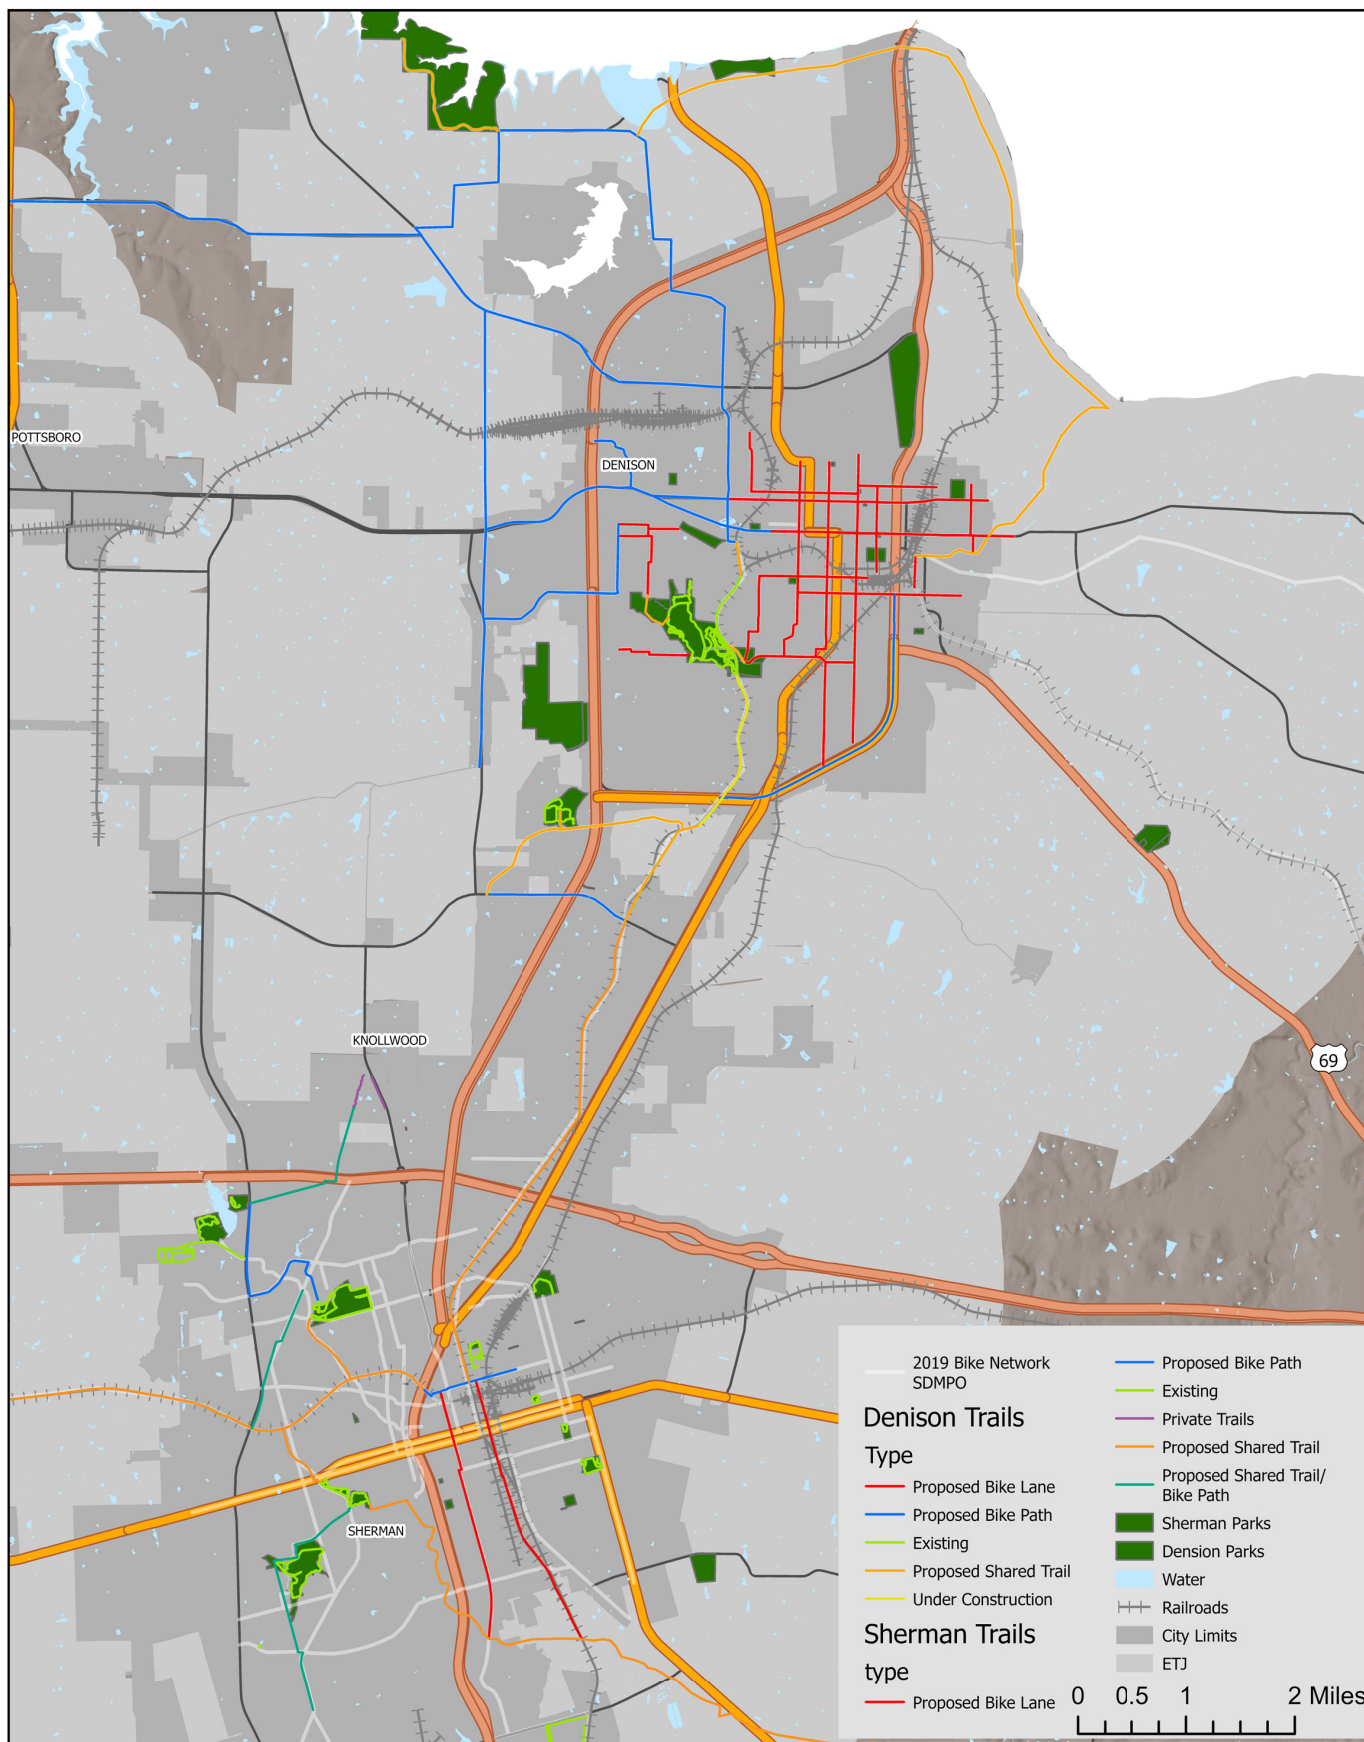 POTTSBORO
DENISON
KNOLLWOOD
69
SHERMAN
2019 Bike Network
SDMPO
Denison Trails
Type
Proposed Bike Lane
Proposed Bike Path
Existing
Proposed Shared Trail
Under Construction
Sherman Trails
type
Proposed Bike Lane
Proposed Bike Path
Existing
Private Trails
Proposed Shared Trail
Proposed Shared Trail/
Bike Path
Sherman Parks
Dension Parks
Water
Railroads
City Limits
ETJ
0 0.5 1 2 Miles